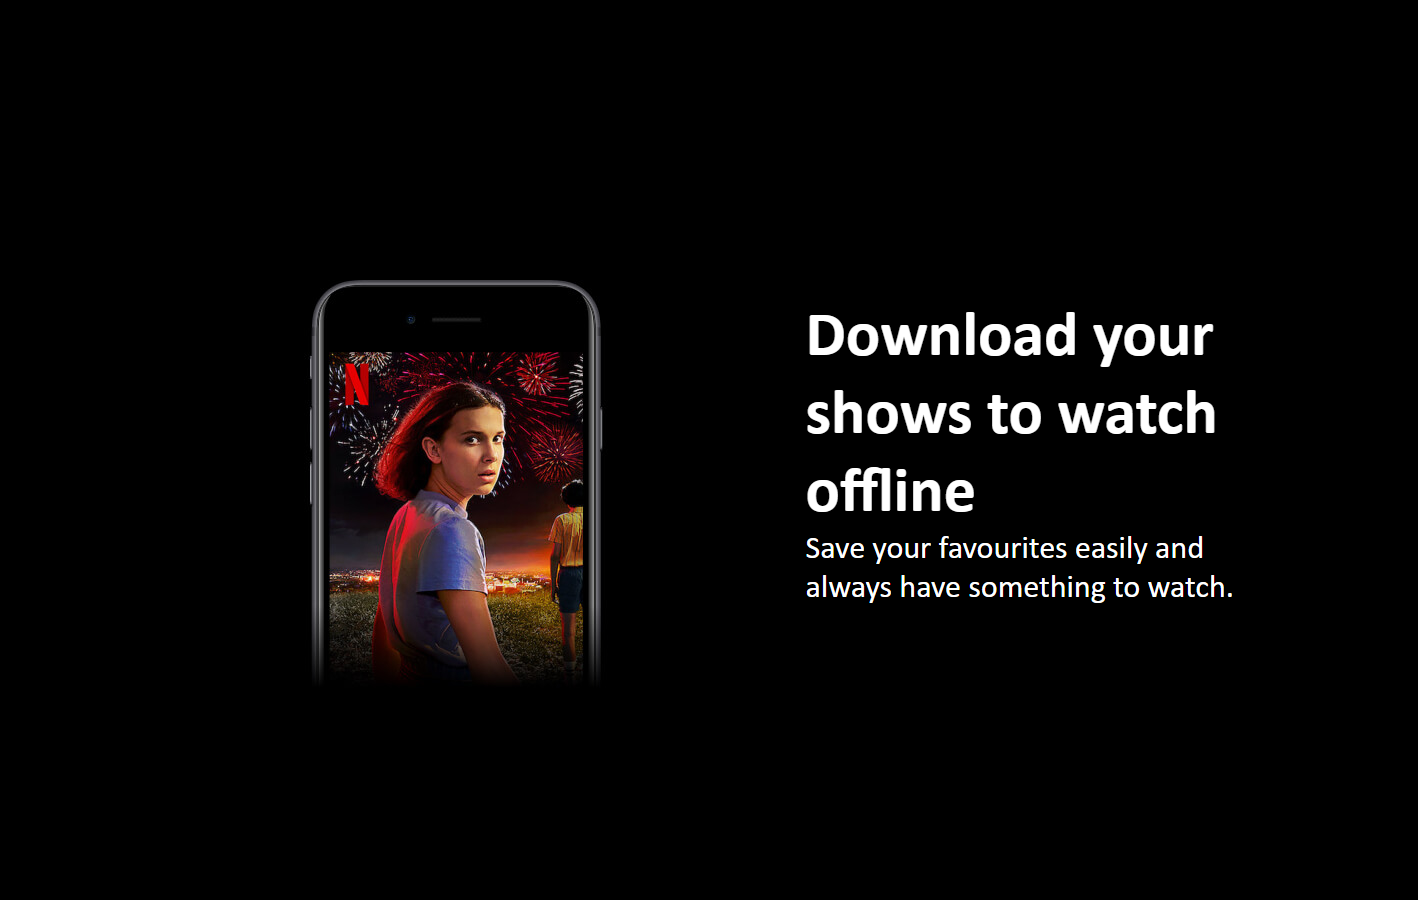 N
Download your
shows to watch
offline
Save your favourites easily and
always have something to watch.